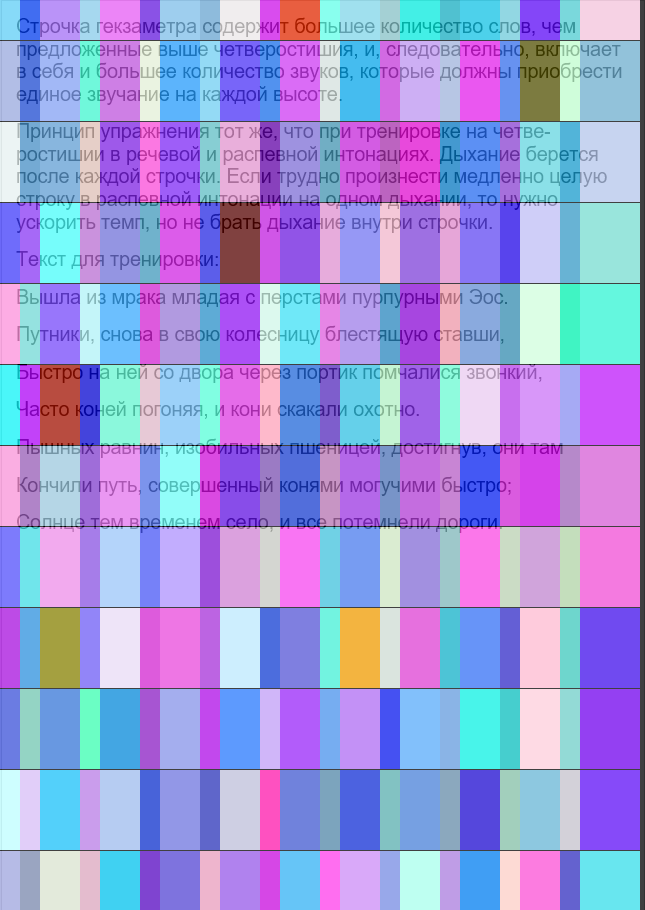 Строчка гекзаметра содержит большее количество слов, чем
предложенные выше четверостишия, и, следовательно, включает
в себя и большее количество звуков, которые должны приобрести
единое звучание на каждой высоте.
Принцип упражнения тот же, что при тренировке на четве-
ростишии в речевой и распевной интонациях. Дыхание берется
после каждой строчки. Если трудно произнести медленно целую
строку в распевной интонации на одном дыхании, то нужно
ускорить темп, но не брать дыхание внутри строчки.
Текст для тренировки:
Вышла из мрака младая с перстами пурпурными Эос.
Путники, снова в свою колесницу блестящую ставши,
Быстро на ней со двора через портик помчалися звонкий,
Часто коней погоняя, и кони скакали охотно.
Пышных равнин, изобильных пшеницей, достигнув, они там
Кончили путь, совершенный конями могучими быстро;
Солнце тем временем село, и все потемнели дороги.